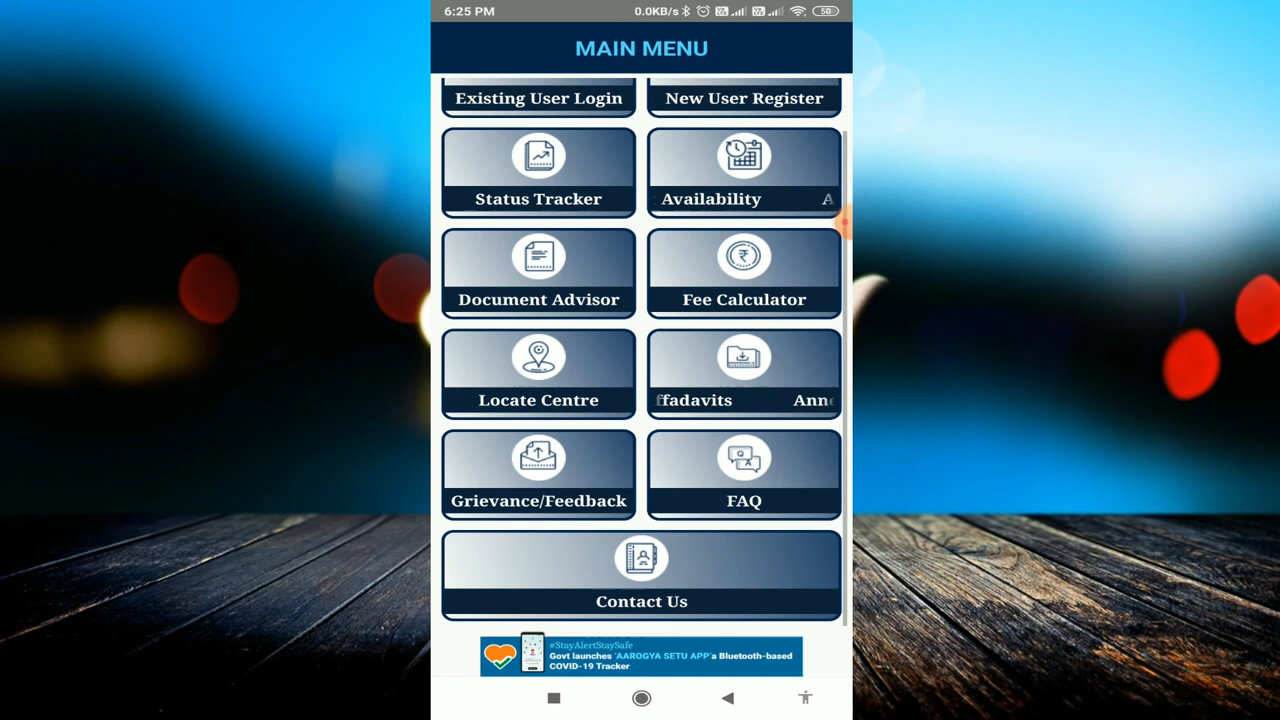 6:25 PM 0.0KB/s 50
MAIN MENU
Existing User Login New User Register
Status Tracker Availability A
Document Advisor Fee Calculator
₹
Locate Centre ffadavits Ann
Q
A
Grievance/Feedback FAQ
Contact Us
#StayAlertStaySafe
Govt launches 'AAROGYA SETU APP'a Bluetooth-based
COVID-19 Tracker